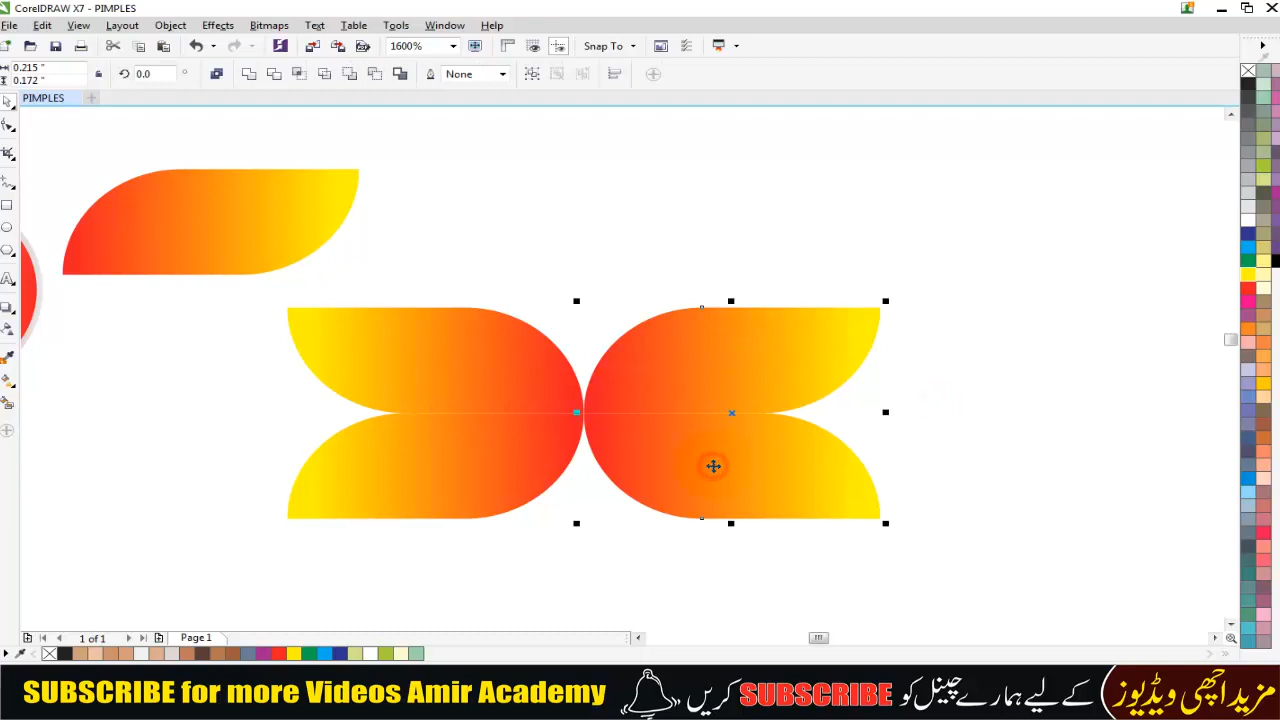 CorelDRAW X7 - PIMPLES
File Edit View Layout Object Effects Bitmaps Text Table Tools Window Help
1600% Snap To
0.215 "
0.172 "
0.0 ° None
PIMPLES
1 of 1 Page 1
SUBSCRIBE for more Videos Amir Academy
مزید اچھی ویڈیوز کے لیے ہمارے چینل کو SUBSCRIBE کریں